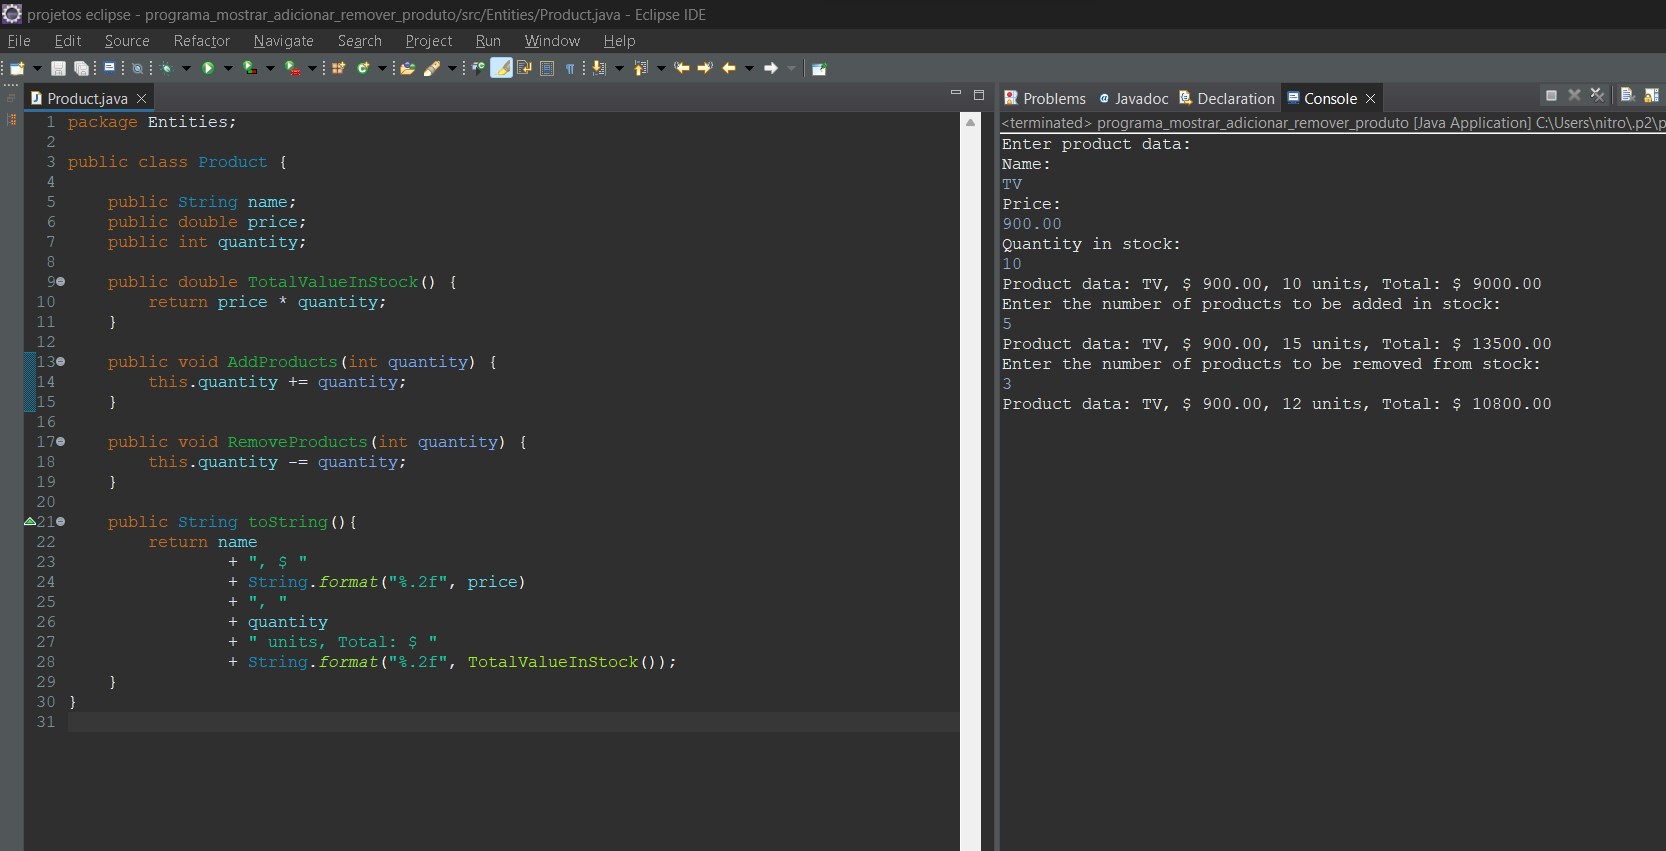 projetos eclipse - programa_mostrar_adicionar_remover_produto/src/Entities/Product.java - Eclipse IDE
File Edit Source Refactor Navigate Search Project Run Window Help
Product.java
1 package Entities;
2
3 public class Product {
4
5     public String name;
6     public double price;
7     public int quantity;
8
9     public double TotalValueInStock() {
10         return price * quantity;
11     }
12
13     public void AddProducts(int quantity) {
14         this.quantity += quantity;
15     }
16
17     public void RemoveProducts(int quantity) {
18         this.quantity -= quantity;
19     }
20
21     public String toString(){
22         return name
23                 + ", $ "
24                 + String.format("%.2f", price)
25                 + ", "
26                 + quantity
27                 + " units, Total: $ "
28                 + String.format("%.2f", TotalValueInStock());
29     }
30 }
31
Problems Javadoc Declaration Console
<terminated> programa_mostrar_adicionar_remover_produto [Java Application] C:\Users\nitro\.p2\p
Enter product data:
Name:
TV
Price:
900.00
Quantity in stock:
10
Product data: TV, $ 900.00, 10 units, Total: $ 9000.00
Enter the number of products to be added in stock:
5
Product data: TV, $ 900.00, 15 units, Total: $ 13500.00
Enter the number of products to be removed from stock:
3
Product data: TV, $ 900.00, 12 units, Total: $ 10800.00